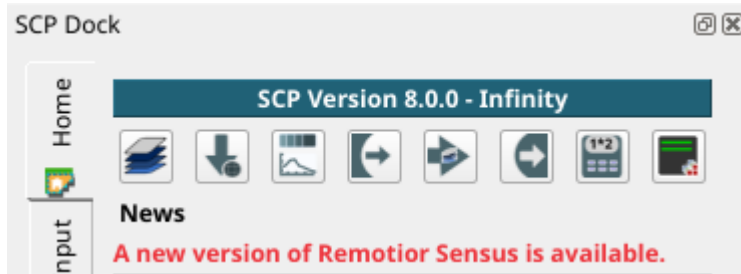 SCP Dock
Home
SCP Version 8.0.0 - Infinity
1*2
News
A new version of Remotior Sensus is available.